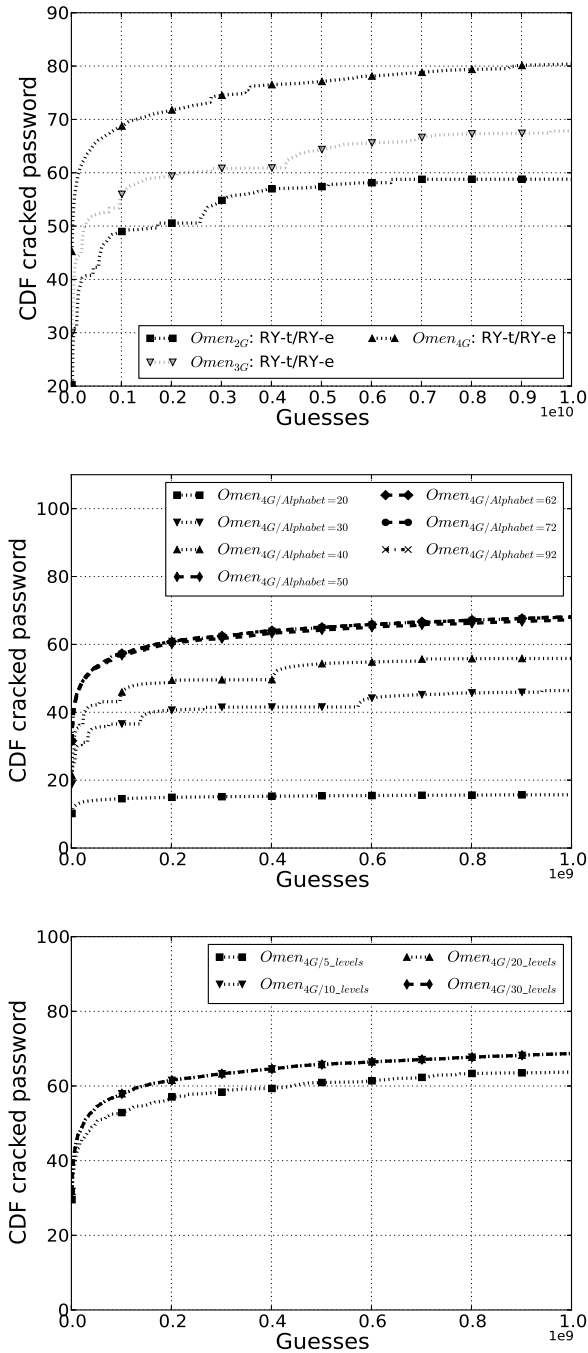 90
80
70
60
50
40
30
20
CDF cracked password
Omen2G: RY-t/RY-e
Omen3G: RY-t/RY-e
Omen4G: RY-t/RY-e
0.0 0.1 0.2 0.3 0.4 0.5 0.6 0.7 0.8 0.9 1.0
1e10
Guesses
100
80
60
40
20
0
CDF cracked password
Omen4G/Alphabet=20
Omen4G/Alphabet=30
Omen4G/Alphabet=40
Omen4G/Alphabet=50
Omen4G/Alphabet=62
Omen4G/Alphabet=72
Omen4G/Alphabet=92
0.0 0.2 0.4 0.6 0.8 1.0
1e9
Guesses
100
80
60
40
20
0
CDF cracked password
Omen4G/5_levels
Omen4G/10_levels
Omen4G/20_levels
Omen4G/30_levels
0.0 0.2 0.4 0.6 0.8 1.0
1e9
Guesses